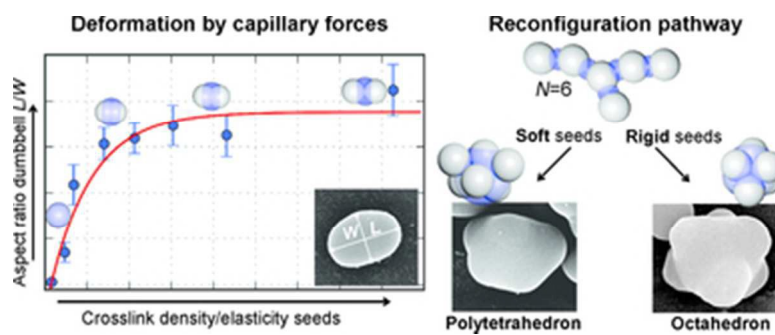 Deformation by capillary forces
Aspect ratio dumbbell L/W
W L
Crosslink density/elasticity seeds
Reconfiguration pathway
N=6
Soft seeds
Rigid seeds
Polytetrahedron
Octahedron